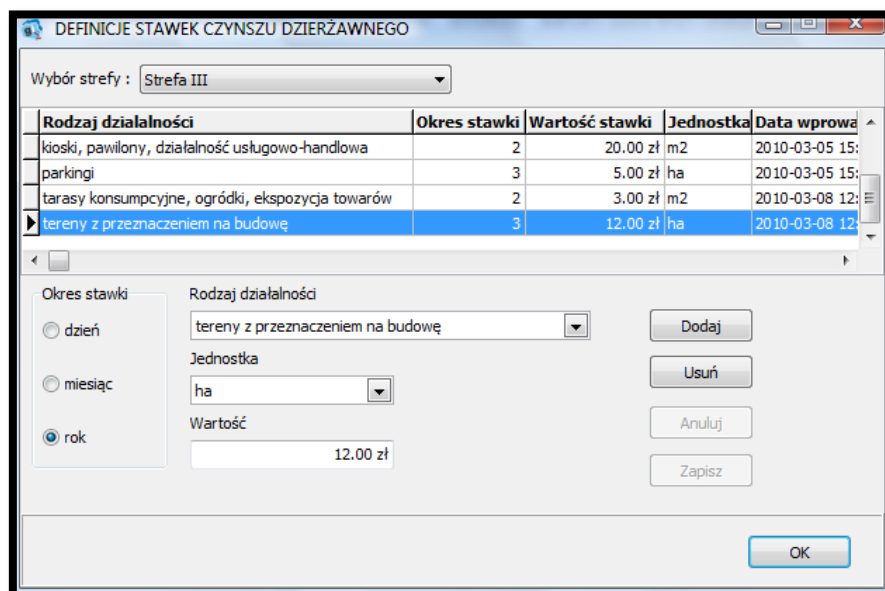 DEFINICJE STAWEK CZYNSZU DZIERŻAWNEGO
Wybór strefy : Strefa III
Rodzaj dzialalności Okres stawki Wartość stawki Jednostka Data wprowa
kioski, pawilony, działalność usługowo-handlowa 2 20.00 zł m2 2010-03-05 15:
parkingi 3 5.00 zł ha 2010-03-05 15:
tarasy konsumpcyjne, ogródki, ekspozycja towarów 2 3.00 zł m2 2010-03-08 12:
tereny z przeznaczeniem na budowę 3 12.00 zł ha 2010-03-08 12:
Okres stawki Rodzaj działalności
dzień tereny z przeznaczeniem na budowę Dodaj
Jednostka
miesiąc ha Usuń
Wartość Anuluj
rok 12.00 zł Zapisz
OK